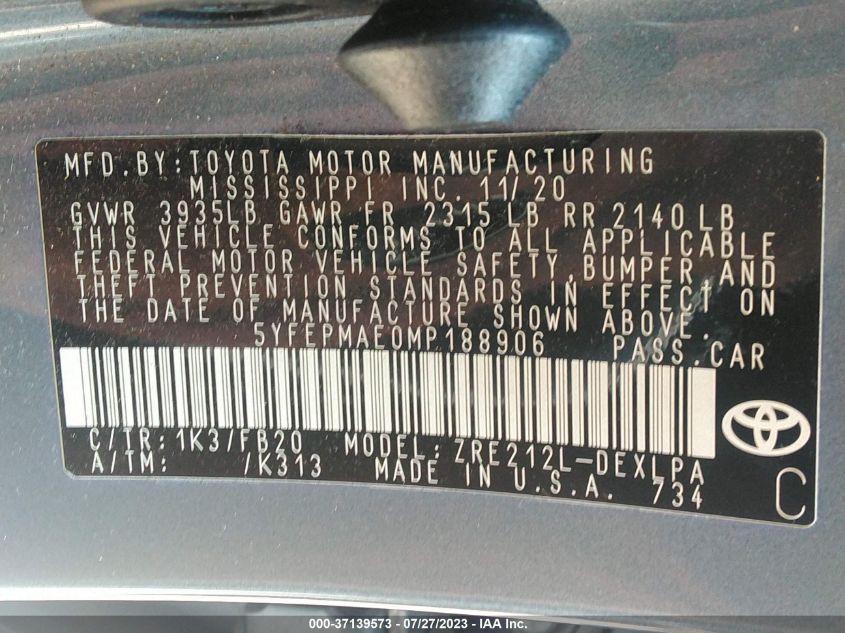 MFD.BY:TOYOTA MOTOR MANUFACTURING
MISSISSIPPI INC. 11/20
GVWR 3935LB GAWR FR 2315 LB RR 2140 LB
THIS VEHICLE CONFORMS TO ALL APPLICABLE
FEDERAL MOTOR VEHICLE SAFETY,BUMPER AND
THEFT PREVENTION STANDARDS IN EFFECT ON
THE DATE OF MANUFACTURE SHOWN ABOVE.
5YFEPMAE0MP188906 PASS.CAR
C/TR:1K3/FB20 MODEL:ZRE212L-DEXLPA
A/TM: /K313 MADE IN U.S.A. 734
C
000-37139573 / 07/27/2023 / IAA Inc.